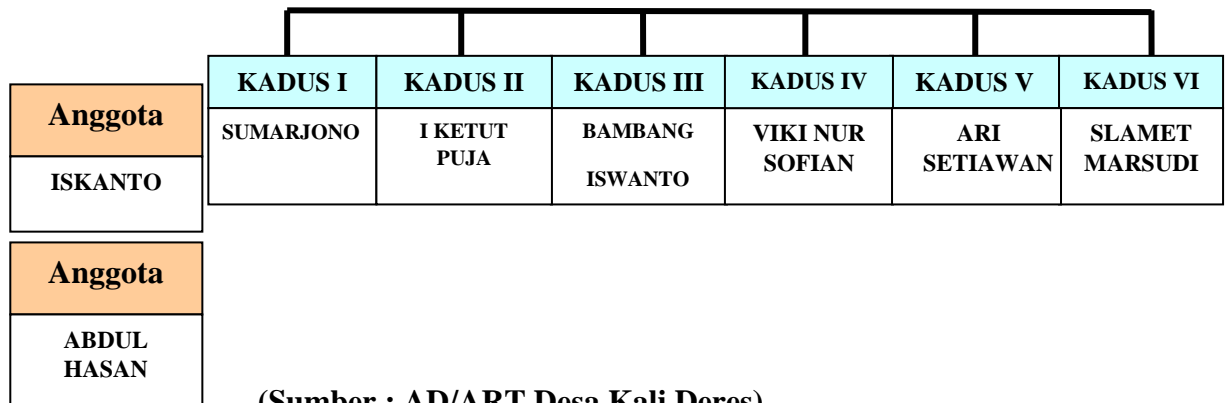 KADUS I
KADUS II
KADUS III
KADUS IV
KADUS V
KADUS VI
SUMARJONO
I KETUT
PUJA
BAMBANG
ISWANTO
VIKI NUR
SOFIAN
ARI
SETIAWAN
SLAMET
MARSUDI
Anggota
ISKANTO
Anggota
ABDUL
HASAN
(Sumber : AD/ART Desa Kali Deres)